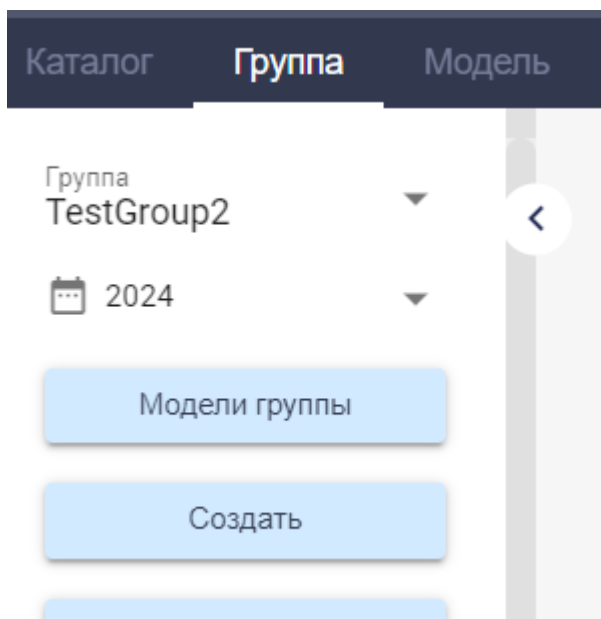 Каталог Группа Модель
Группа
TestGroup2
2024
Модели группы
Создать